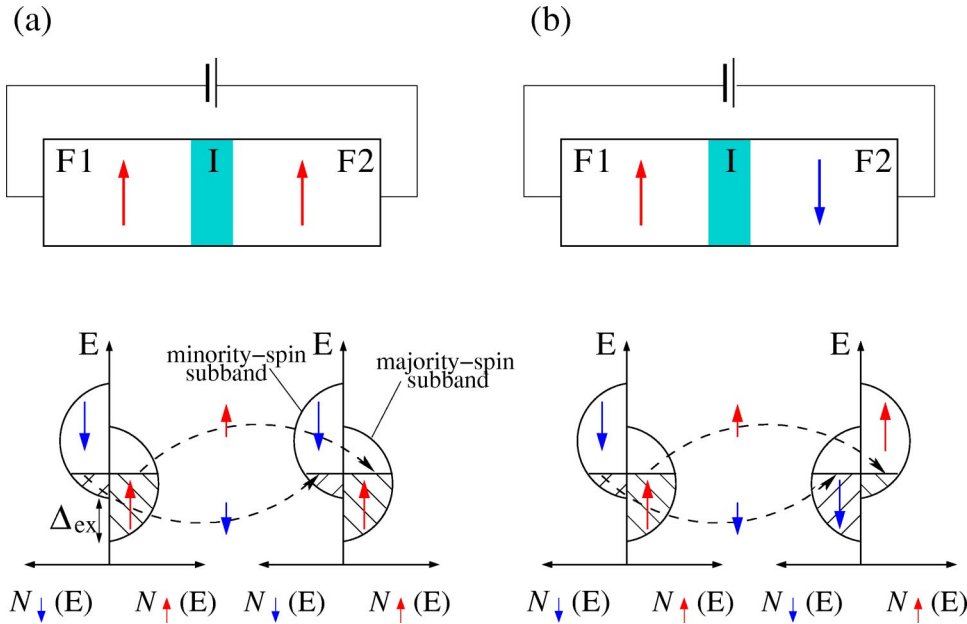 (a)
(b)
F1 I F2
F1 I F2
E
minority-spin
subband
E
majority-spin
subband
E
E
Δex
N↓(E) N↑(E) N↓(E) N↑(E)
N↓(E) N↑(E) N↓(E) N↑(E)